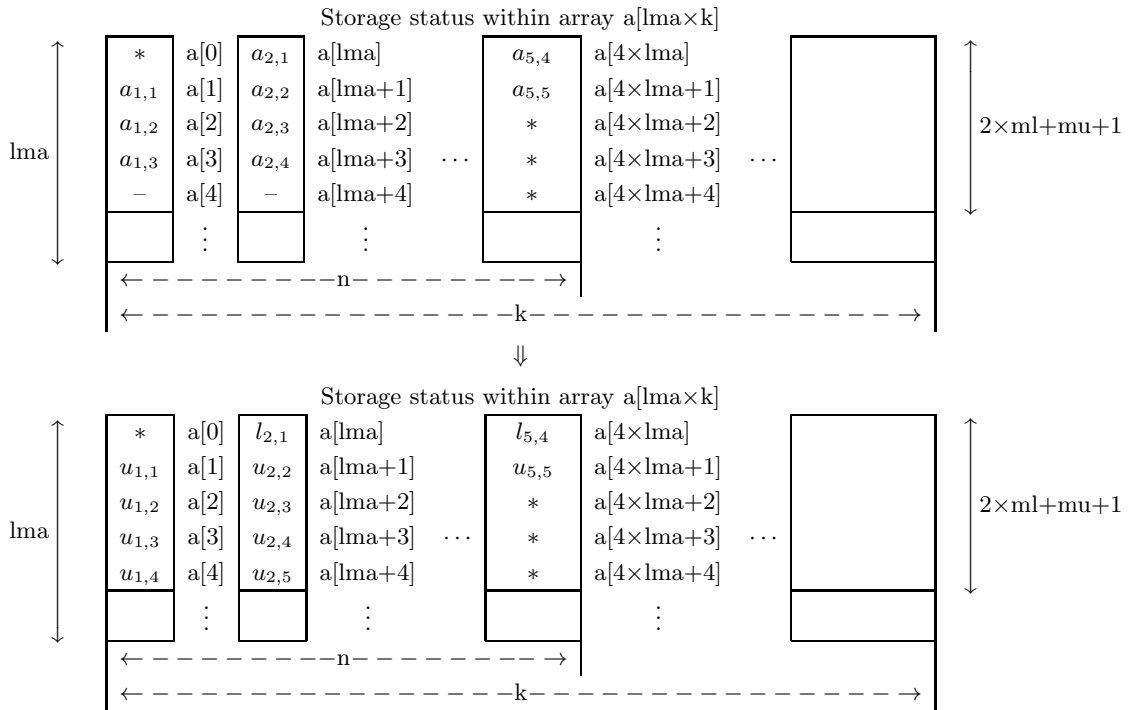 Storage status within array a[lma×k]
* a[0] a2,1 a[lma] a5,4 a[4×lma]
a1,1 a[1] a2,2 a[lma+1] a5,5 a[4×lma+1]
a1,2 a[2] a2,3 a[lma+2] * a[4×lma+2]
lma 2×ml+mu+1
a1,3 a[3] a2,4 a[lma+3] ··· * a[4×lma+3] ···
– a[4] – a[lma+4] * a[4×lma+4]
⋮ ⋮ ⋮
←−−−−−−−−n−−−−−−−−→
←−−−−−−−−−−−−−−−k−−−−−−−−−−−−−−−→
⇓
Storage status within array a[lma×k]
* a[0] l2,1 a[lma] l5,4 a[4×lma]
u1,1 a[1] u2,2 a[lma+1] u5,5 a[4×lma+1]
u1,2 a[2] u2,3 a[lma+2] * a[4×lma+2]
lma 2×ml+mu+1
u1,3 a[3] u2,4 a[lma+3] ··· * a[4×lma+3] ···
u1,4 a[4] u2,5 a[lma+4] * a[4×lma+4]
⋮ ⋮ ⋮
←−−−−−−−−n−−−−−−−−→
←−−−−−−−−−−−−−−−k−−−−−−−−−−−−−−−→